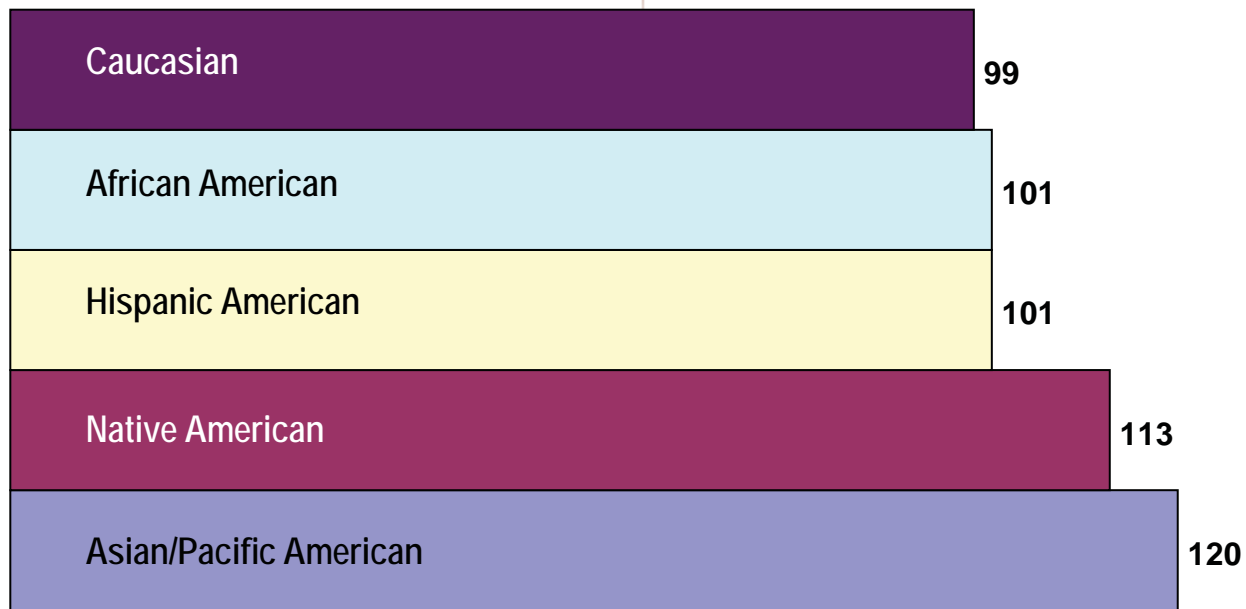 Caucasian 99
African American 101
Hispanic American 101
Native American 113
Asian/Pacific American 120